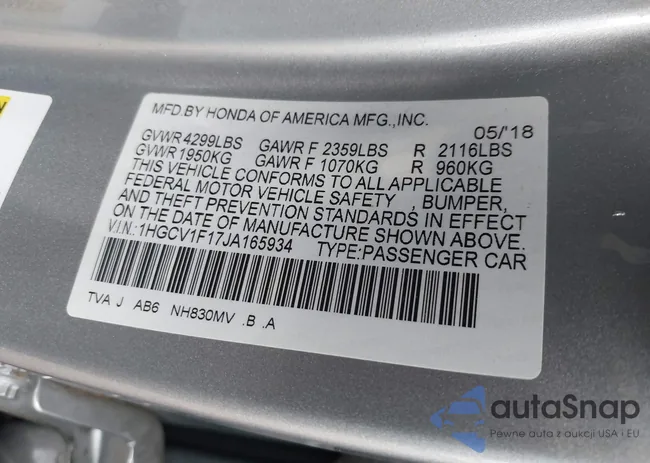 MFD.BY HONDA OF AMERICA MFG.,INC.
05/'18
GVWR 4299LBS GAWR F 2359LBS R 2116LBS
GVWR 1950KG GAWR F 1070KG R 960KG
THIS VEHICLE CONFORMS TO ALL APPLICABLE
FEDERAL MOTOR VEHICLE SAFETY , BUMPER,
AND THEFT PREVENTION STANDARDS IN EFFECT
ON THE DATE OF MANUFACTURE SHOWN ABOVE.
V.I.N.:1HGCV1F17JA165934 TYPE:PASSENGER CAR
TVA J AB6 NH830MV .B .A
autaSnap
Pewne auta z aukcji USA i EU